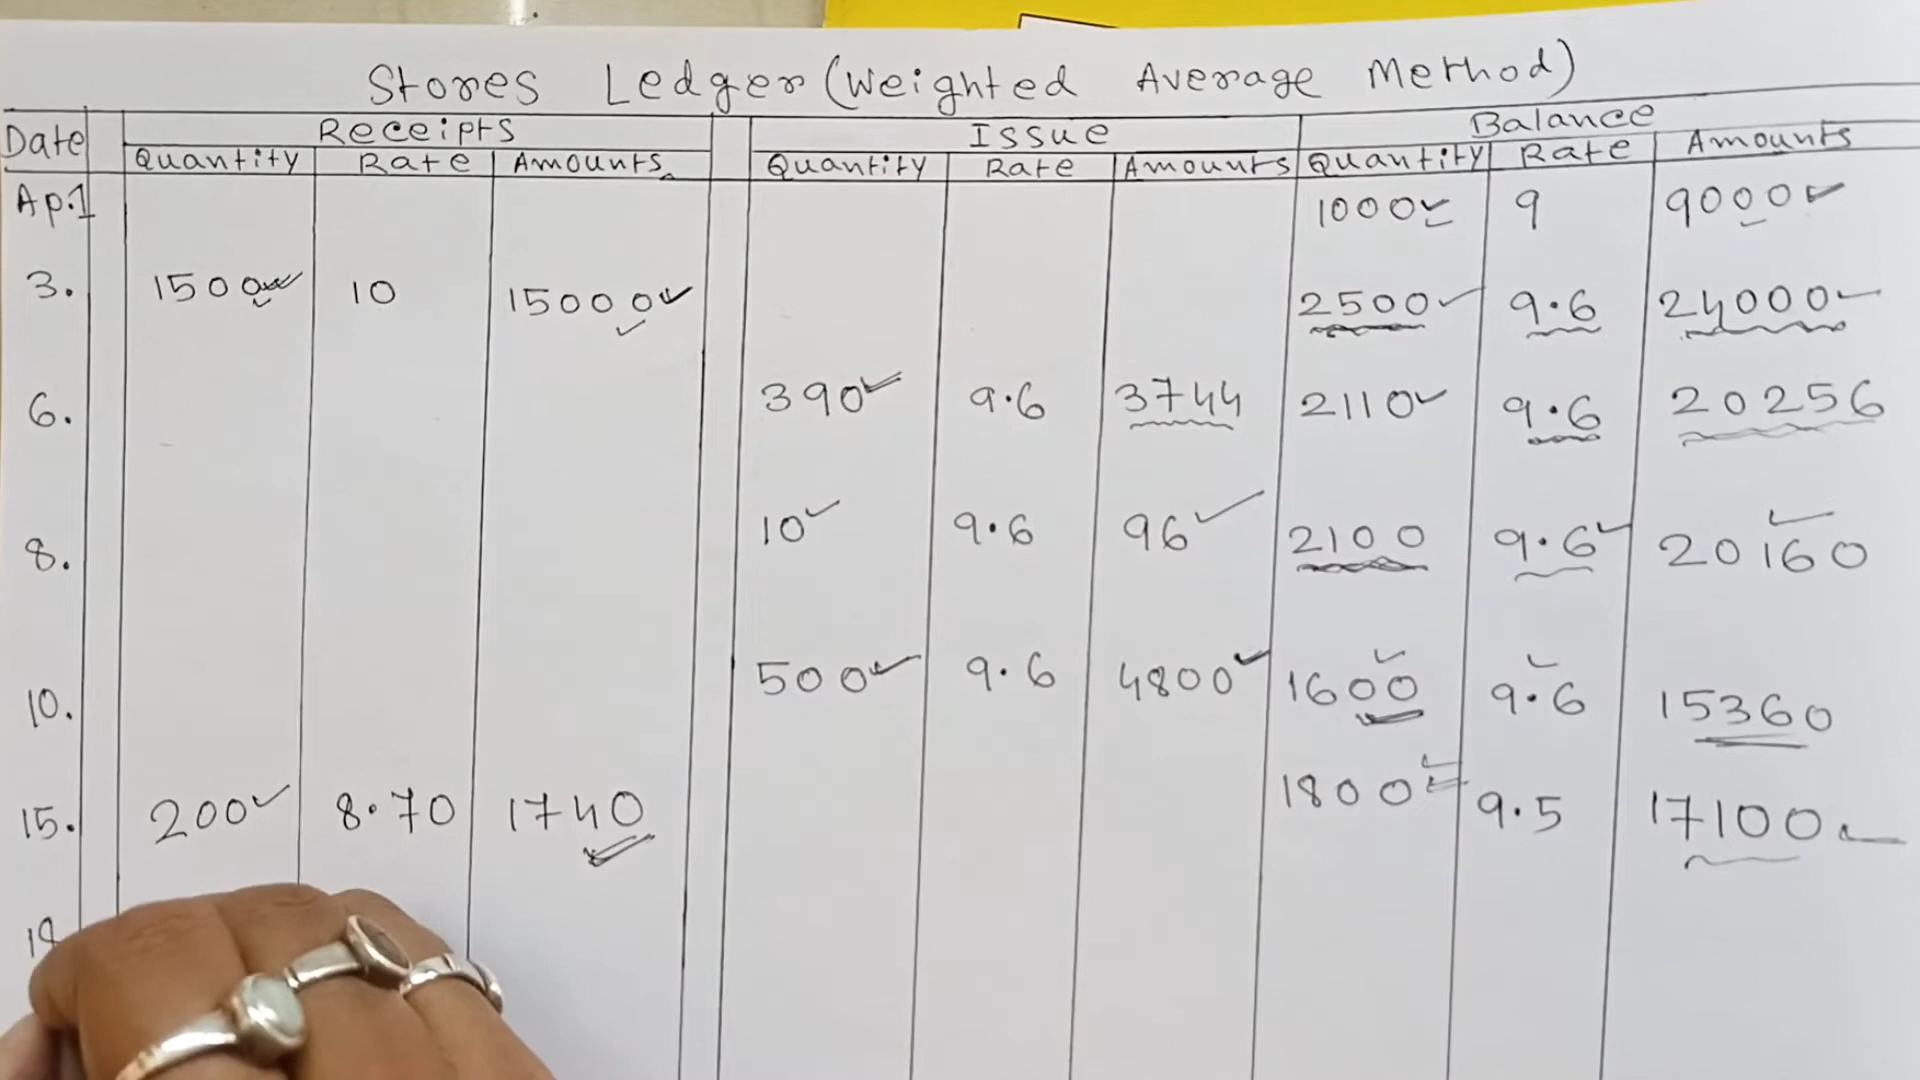 Stores Ledger (Weighted Average Method)
Date Receipts Issue Balance
Quantity Rate Amounts Quantity Rate Amounts Quantity Rate Amounts
Ap.1 1000 9 9000
3. 1500 10 15000 2500 9.6 24000
6. 390 9.6 3744 2110 9.6 20256
8. 10 9.6 96 2100 9.6 20160
10. 500 9.6 4800 1600 9.6 15360
15. 200 8.70 1740 1800 9.5 17100